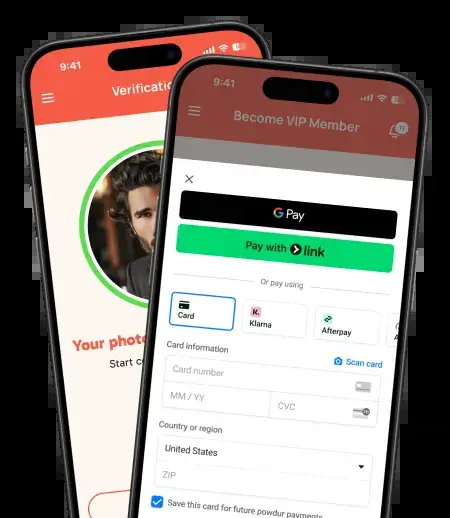 9:41
Verificatio
Your photo
Start co
9:41
Become VIP Member
11
G Pay
Pay with link
Or pay using
Card
Klarna
Afterpay
A
Card information
Scan card
Card number
MM / YY
CVC
Country or region
United States
ZIP
Save this card for future powdur payments